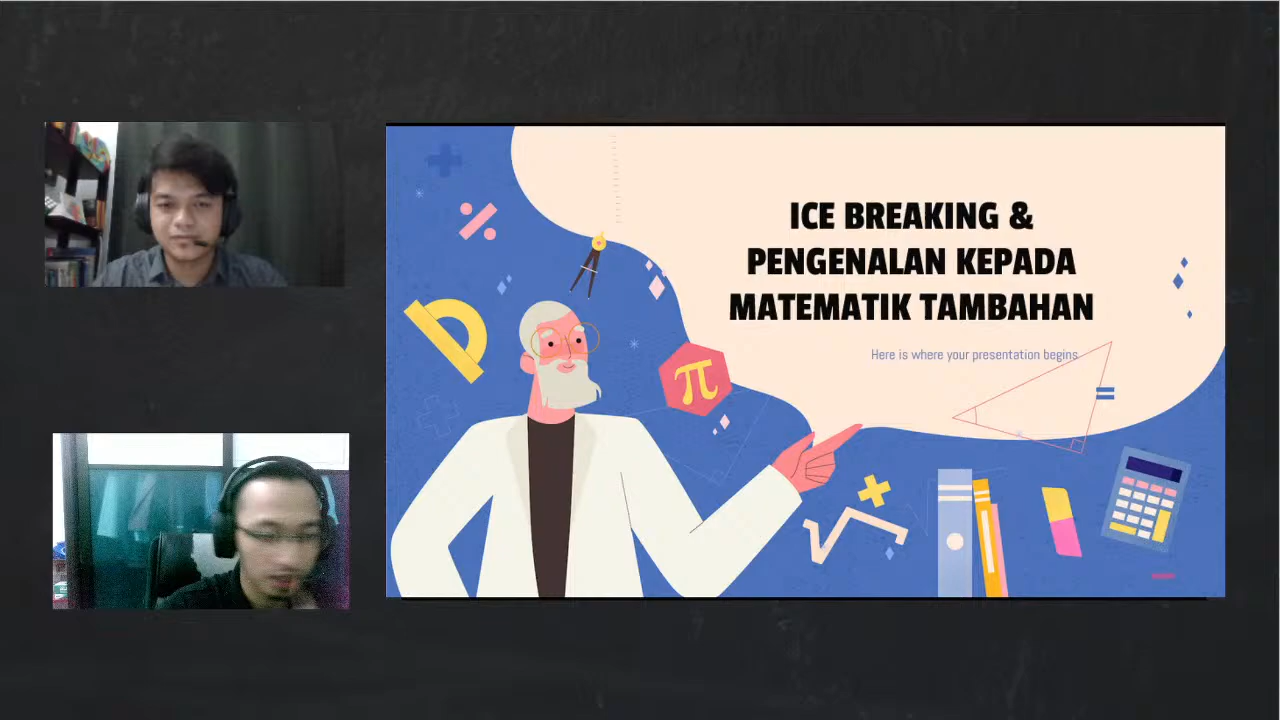 ICE BREAKING &
PENGENALAN KEPADA
MATEMATIK TAMBAHAN
Here is where your presentation begins
π